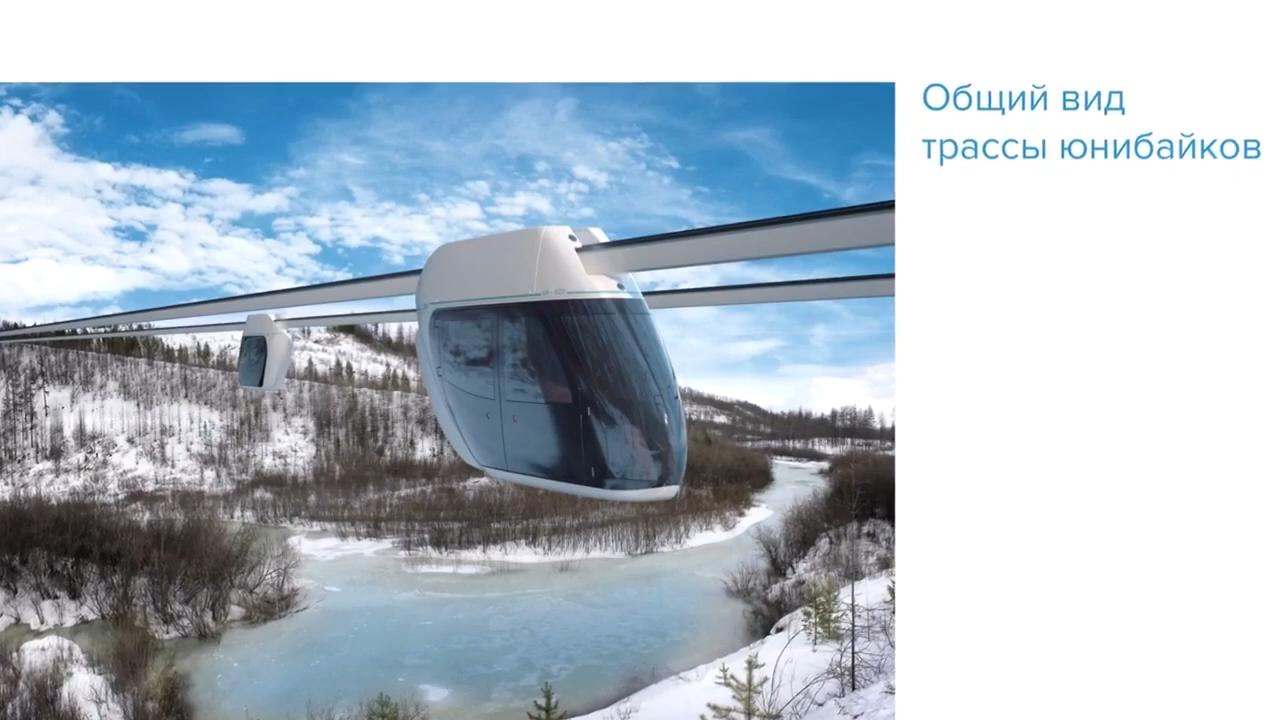 Общий вид
трассы юнибайков